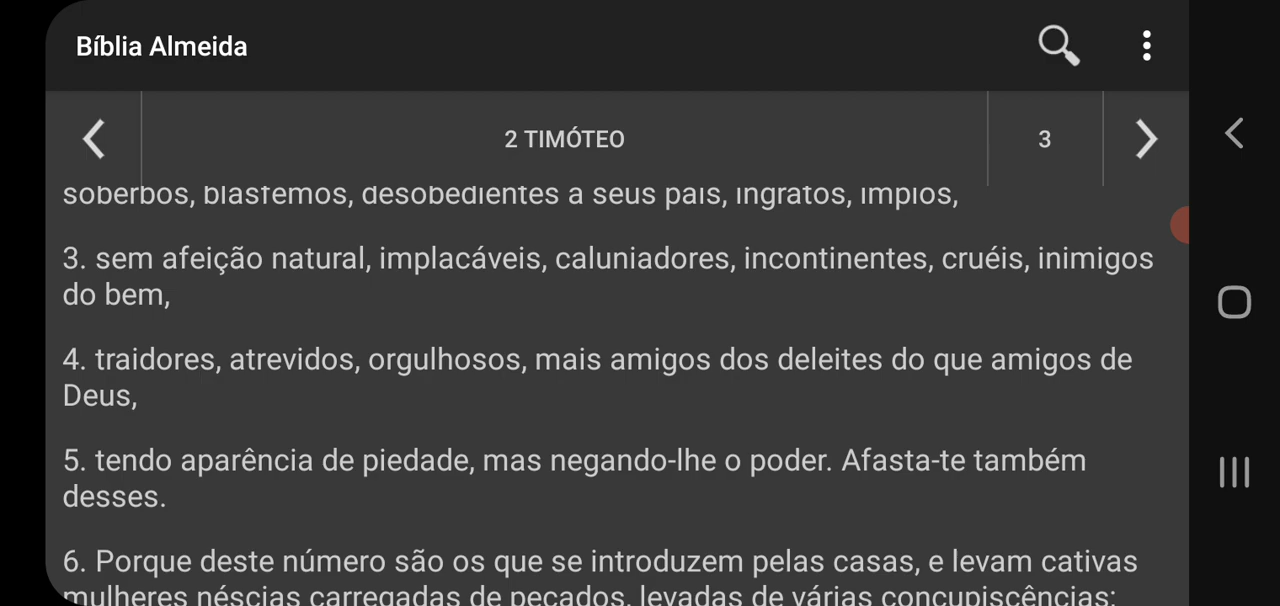 Bíblia Almeida
2 TIMÓTEO
3
soberbos, blasfemos, desobedientes a seus pais, ingratos, ímpios,
3. sem afeição natural, implacáveis, caluniadores, incontinentes, cruéis, inimigos
do bem,
4. traidores, atrevidos, orgulhosos, mais amigos dos deleites do que amigos de
Deus,
5. tendo aparência de piedade, mas negando-lhe o poder. Afasta-te também
desses.
6. Porque deste número são os que se introduzem pelas casas, e levam cativas
mulheres néscias carregadas de pecados, levadas de várias concupiscências;